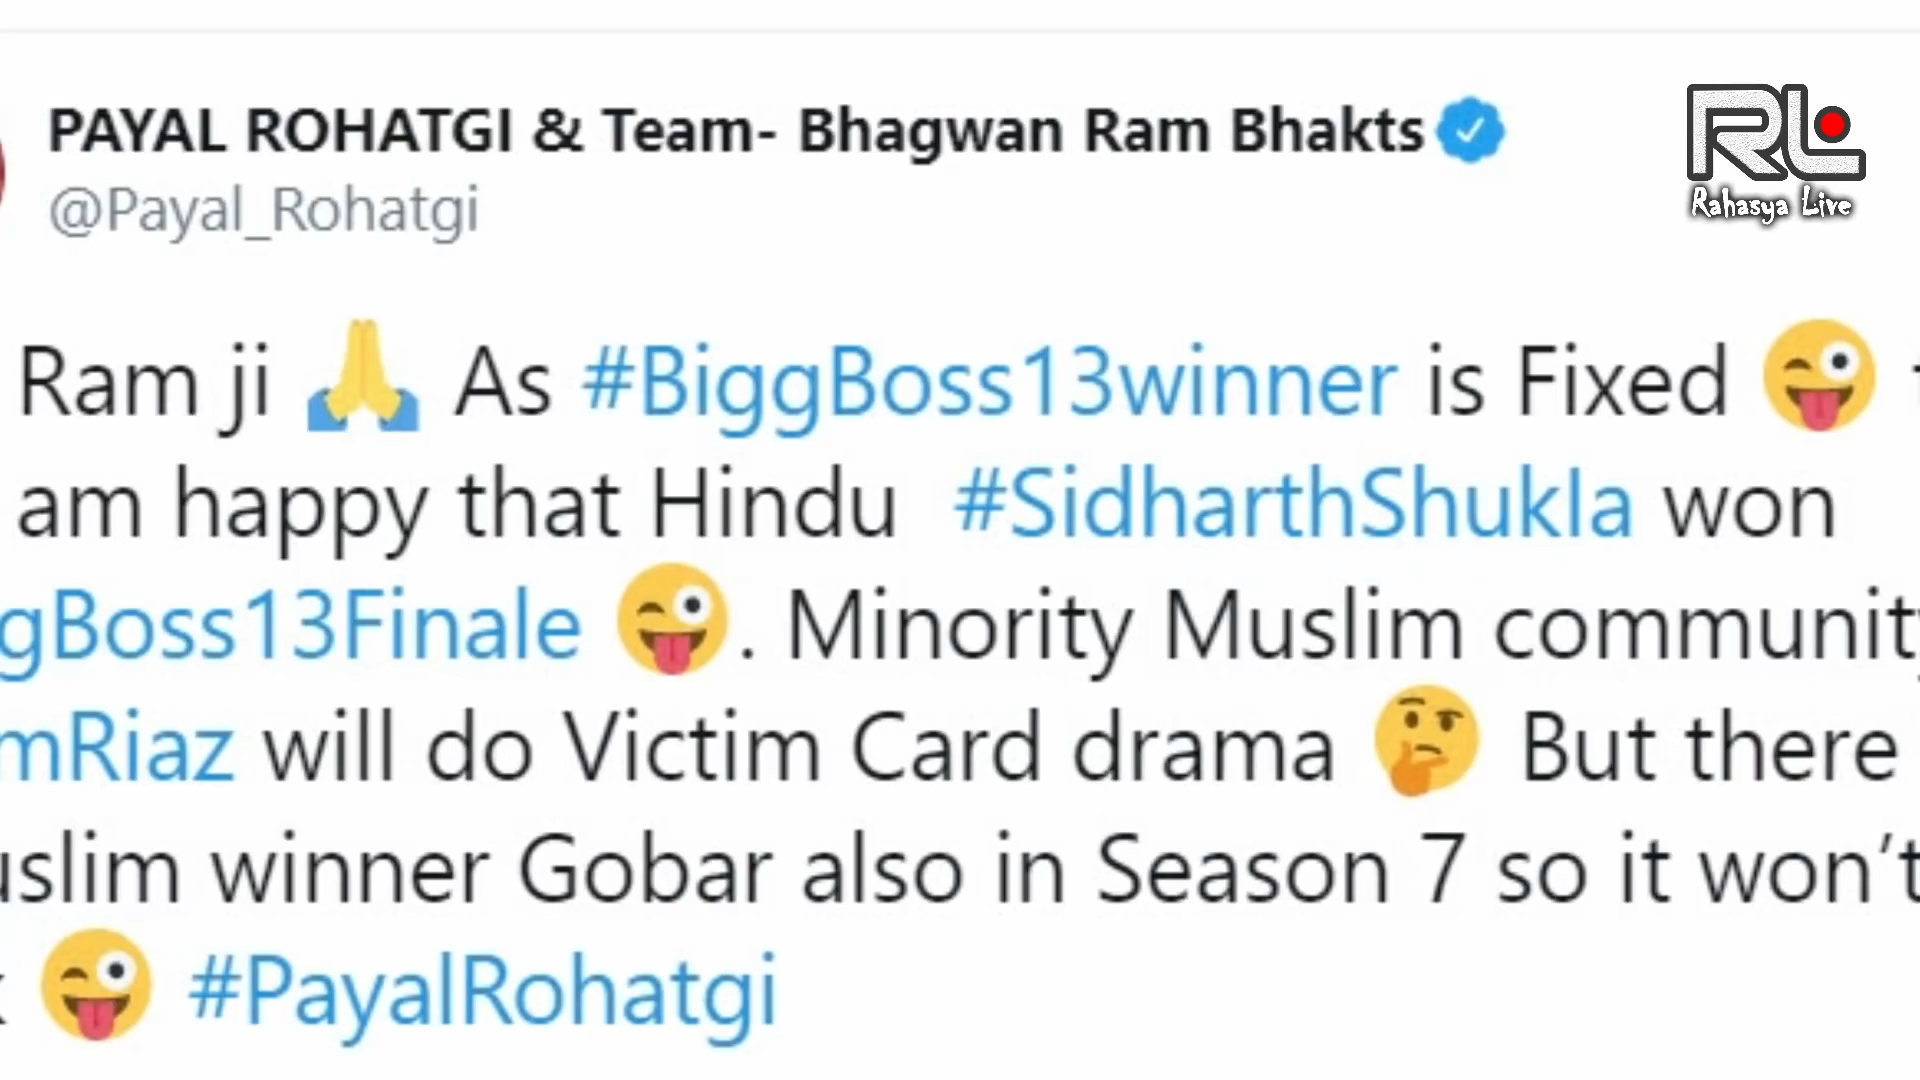 PAYAL ROHATGI & Team- Bhagwan Ram Bhakts
@Payal_Rohatgi
RL
Rahasya Live
Ram ji 🙏 As #BiggBoss13winner is Fixed 😜
am happy that Hindu #SidharthShukla won
gBoss13Finale 😜. Minority Muslim community
mRiaz will do Victim Card drama 🤔 But there
uslim winner Gobar also in Season 7 so it won’t
😜 #PayalRohatgi